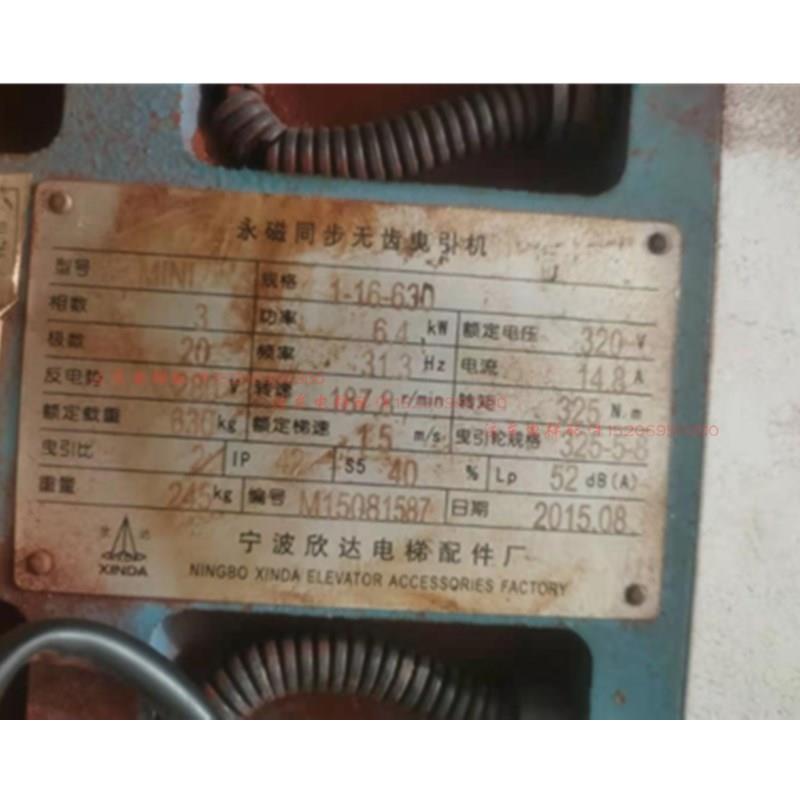 永磁同步无齿曳引机
型号 MINI 规格 1-16-630
相数 3 功率 6.4 kW 额定电压 320 V
极数 20 频率 31.3 Hz 电流 14.8 A
反电势 V 转速 187.8 r/min 转矩 325 N.m
额定载重 630 kg 额定梯速 1.5 m/s 曳引轮规格 325-5-8
曳引比 2/1 IP 42/ S5 40 % Lp 52 dB(A)
重量 245 kg 编号 M15081587 日期 2015.08.
欣达
XINDA
宁波欣达电梯配件厂
NINGBO XINDA ELEVATOR ACCESSORIES FACTORY